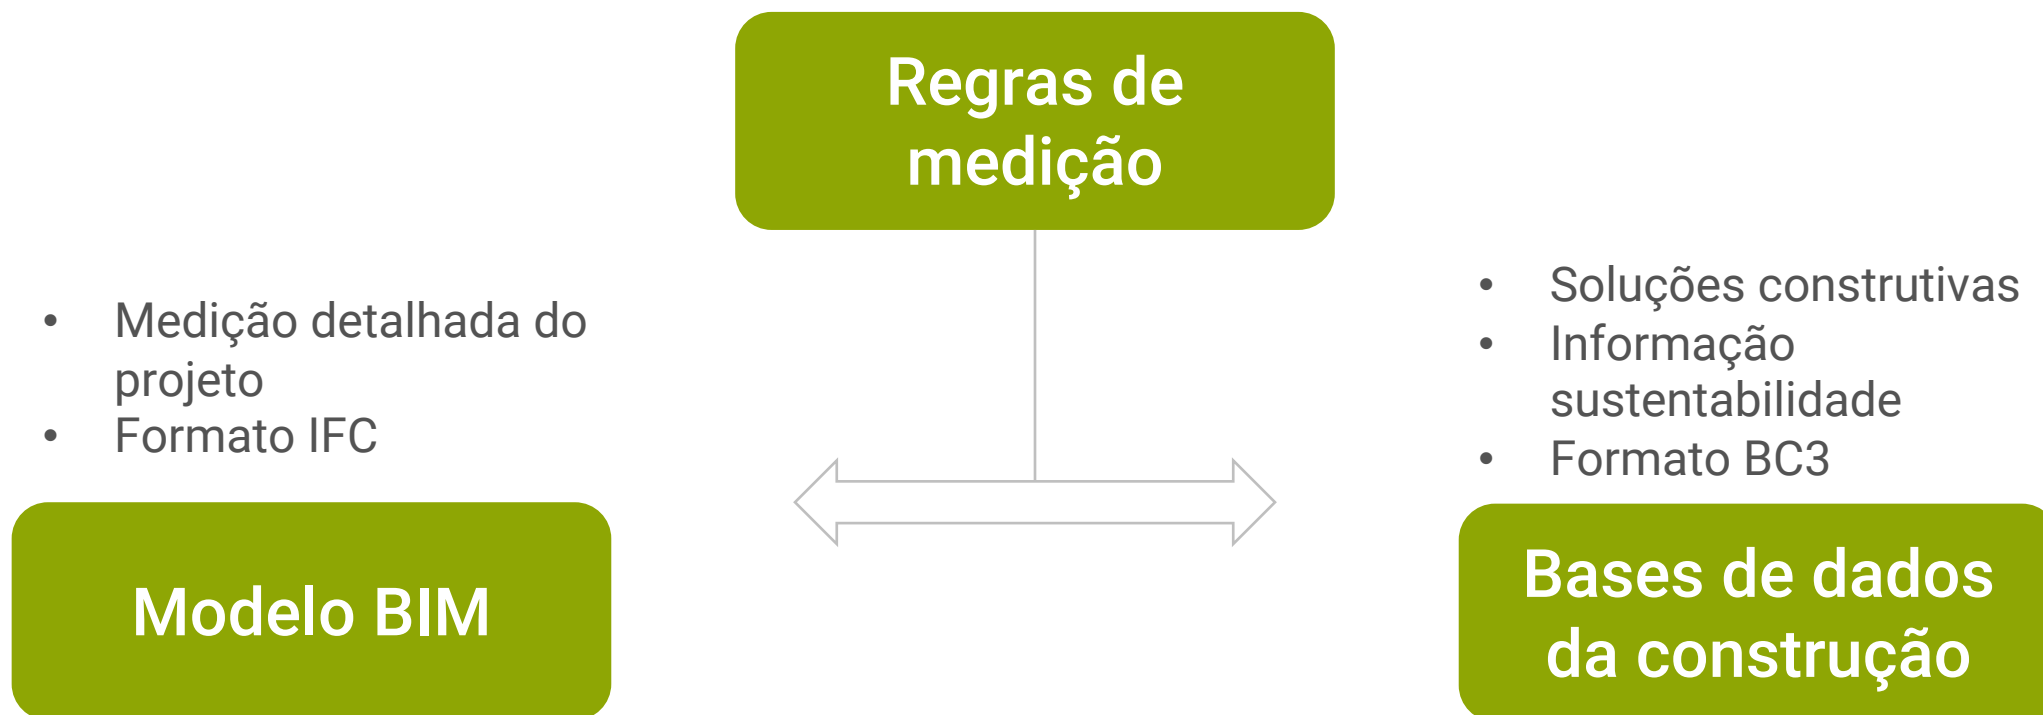 Regras de
medição
• Medição detalhada do
projeto
• Formato IFC
• Soluções construtivas
• Informação
sustentabilidade
• Formato BC3
Modelo BIM
Bases de dados
da construção